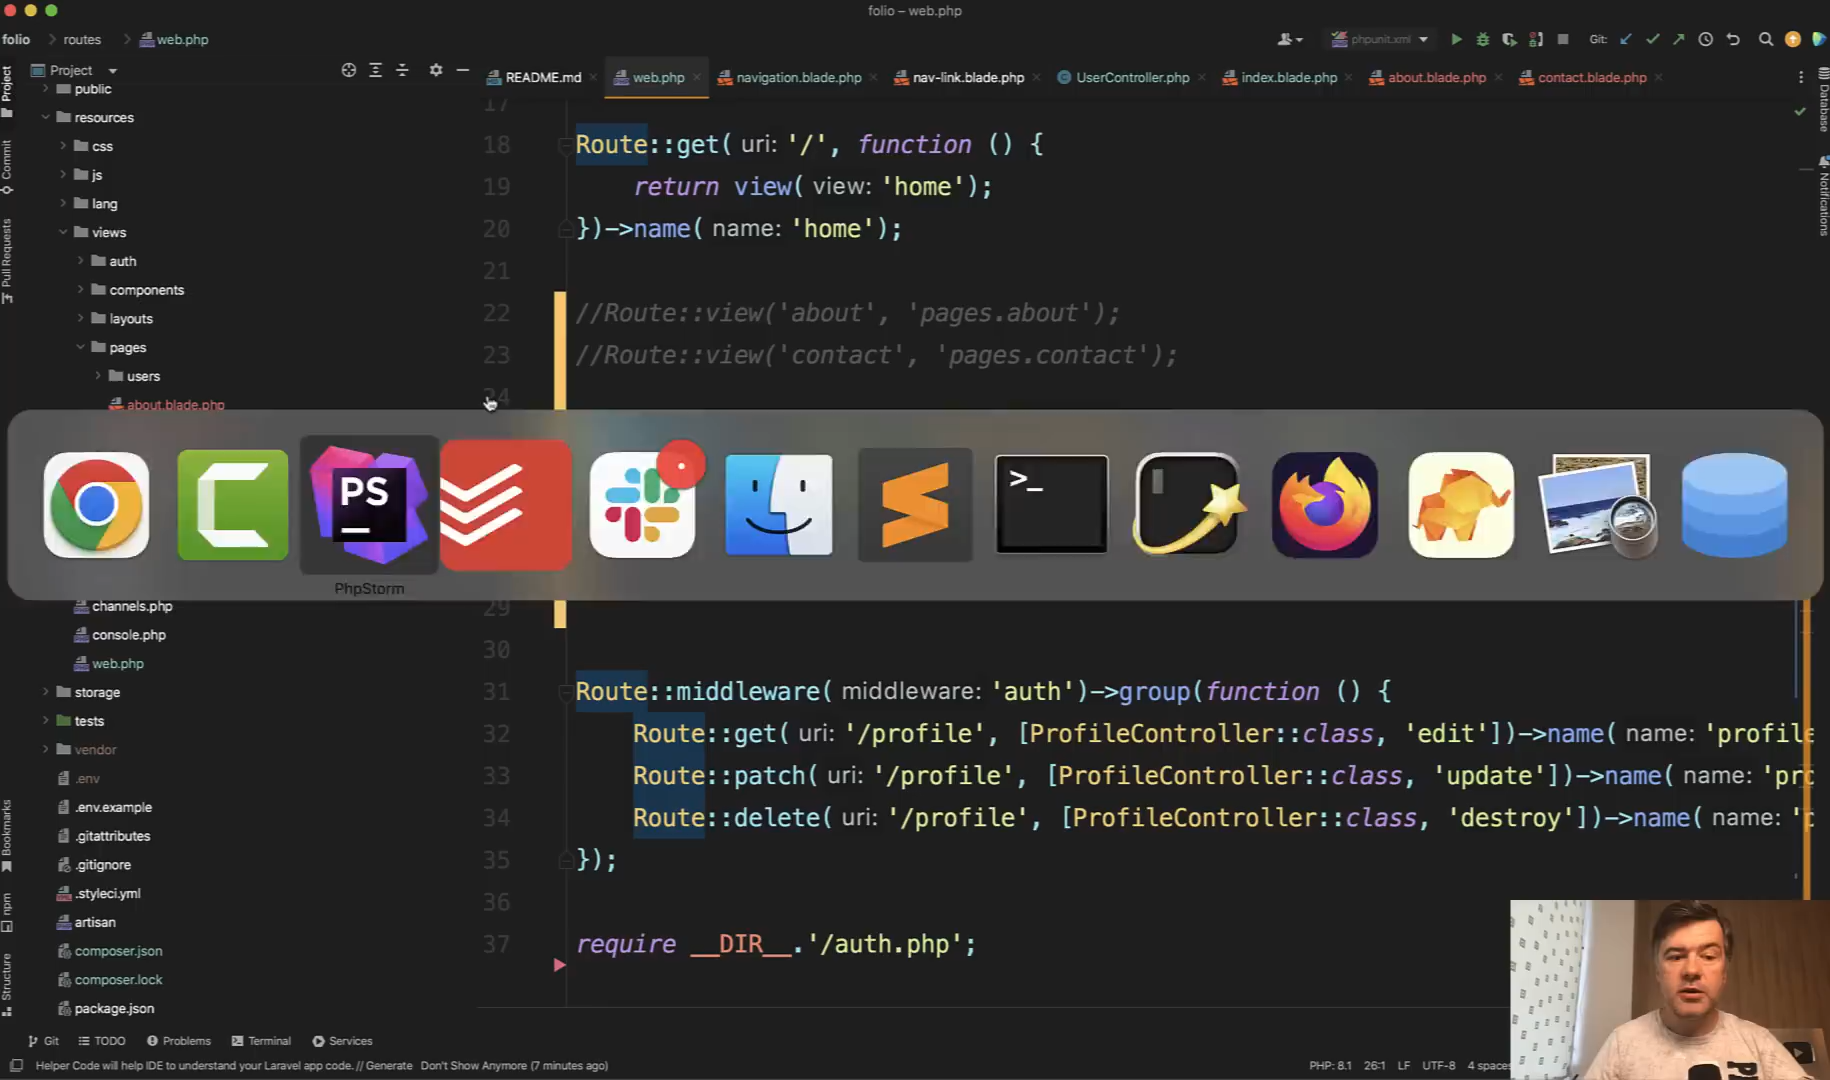 folio – web.php
folio routes web.php
phpunit.xml Git:
Project
README.md web.php navigation.blade.php nav-link.blade.php UserController.php index.blade.php about.blade.php contact.blade.php
Project
Commit
Pull Requests
Bookmarks
npm
Structure
Database
Notifications
public
resources
css
js
lang
views
auth
components
layouts
pages
users
about.blade.php
channels.php
console.php
web.php
storage
tests
vendor
.env
.env.example
.gitattributes
.gitignore
.styleci.yml
artisan
composer.json
composer.lock
package.json
17
18 Route::get( uri: '/', function () {
19 return view( view: 'home');
20 })->name( name: 'home');
21
22 //Route::view('about', 'pages.about');
23 //Route::view('contact', 'pages.contact');
24
PS
>_
PhpStorm
29
30
31 Route::middleware( middleware: 'auth')->group(function () {
32 Route::get( uri: '/profile', [ProfileController::class, 'edit'])->name( name: 'profile
33 Route::patch( uri: '/profile', [ProfileController::class, 'update'])->name( name: 'pro
34 Route::delete( uri: '/profile', [ProfileController::class, 'destroy'])->name( name: 'p
35 });
36
37 require __DIR__.'/auth.php';
Git TODO Problems Terminal Services
Helper Code will help IDE to understand your Laravel app code. // Generate Don't Show Anymore (7 minutes ago)
PHP: 8.1 26:1 LF UTF-8 4 spaces